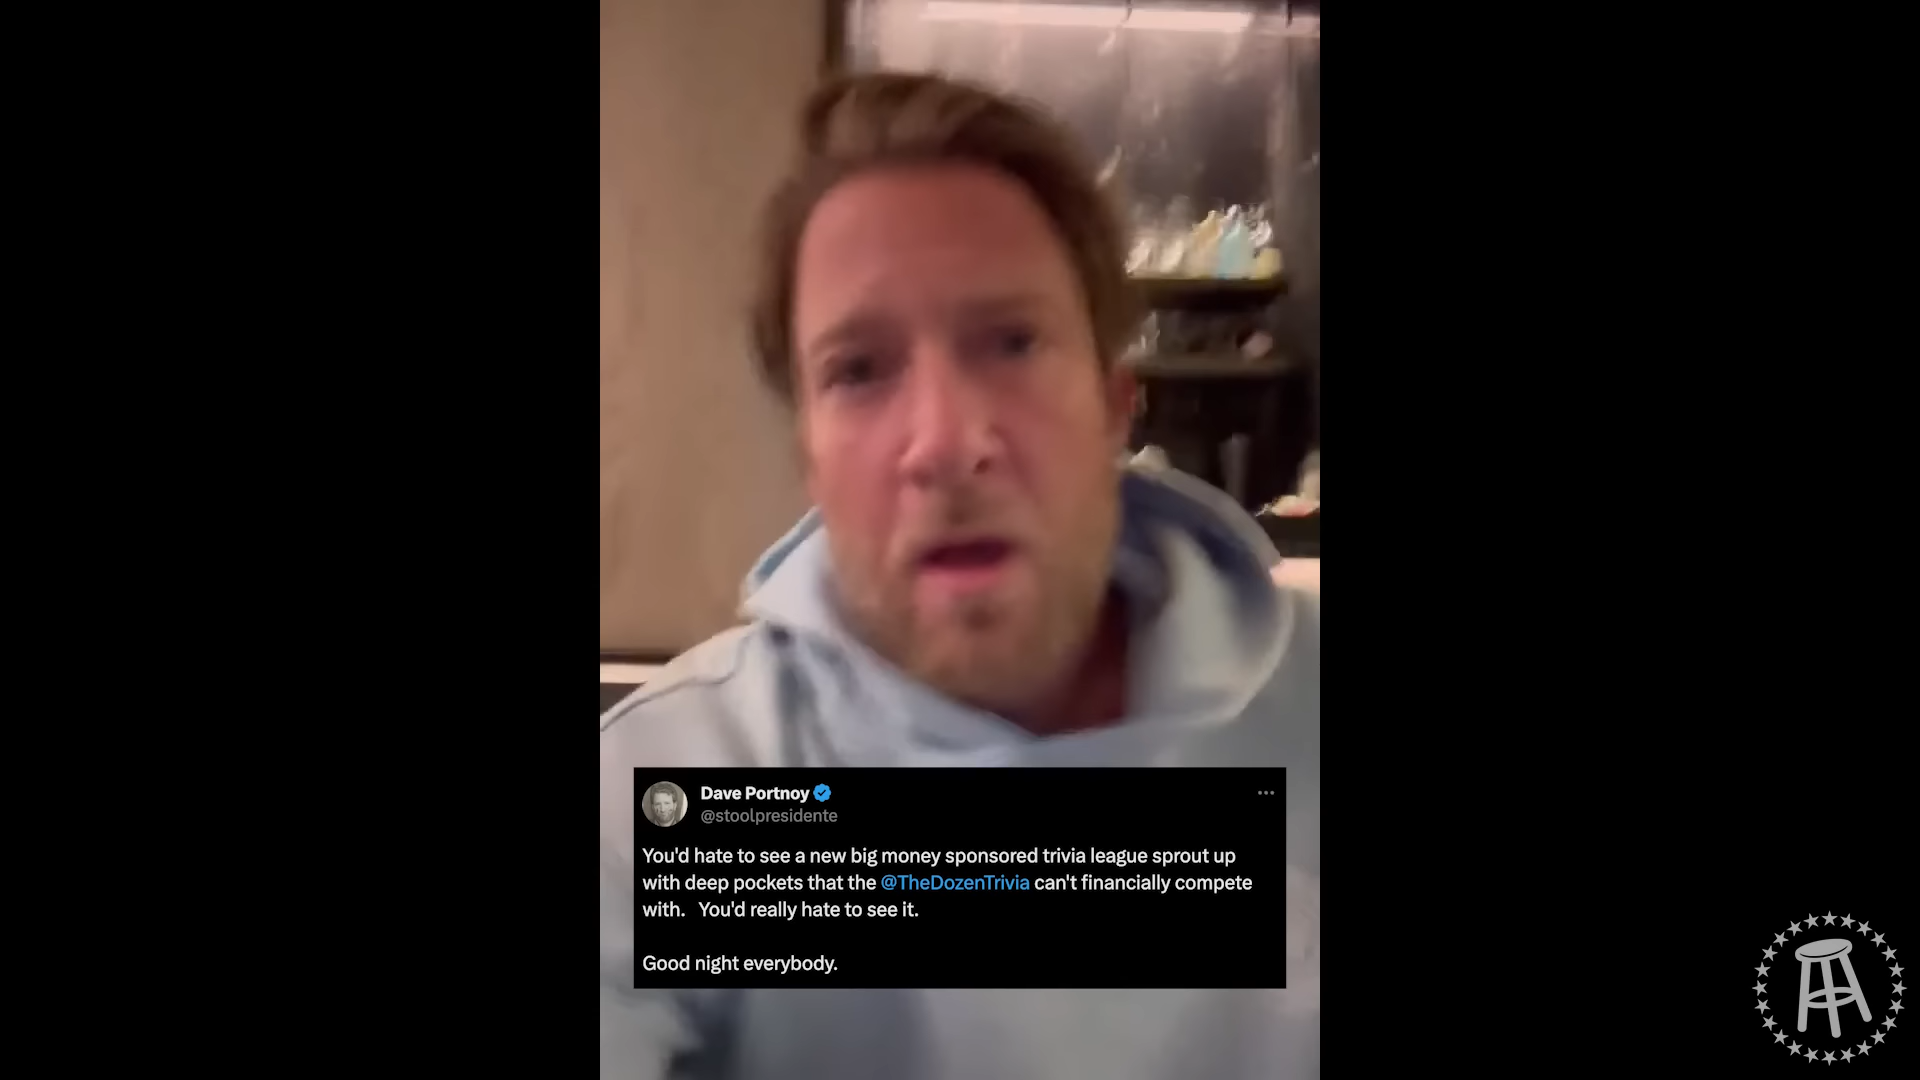 Dave Portnoy
@stoolpresidente
You'd hate to see a new big money sponsored trivia league sprout up
with deep pockets that the @TheDozenTrivia can't financially compete
with.   You'd really hate to see it.
Good night everybody.